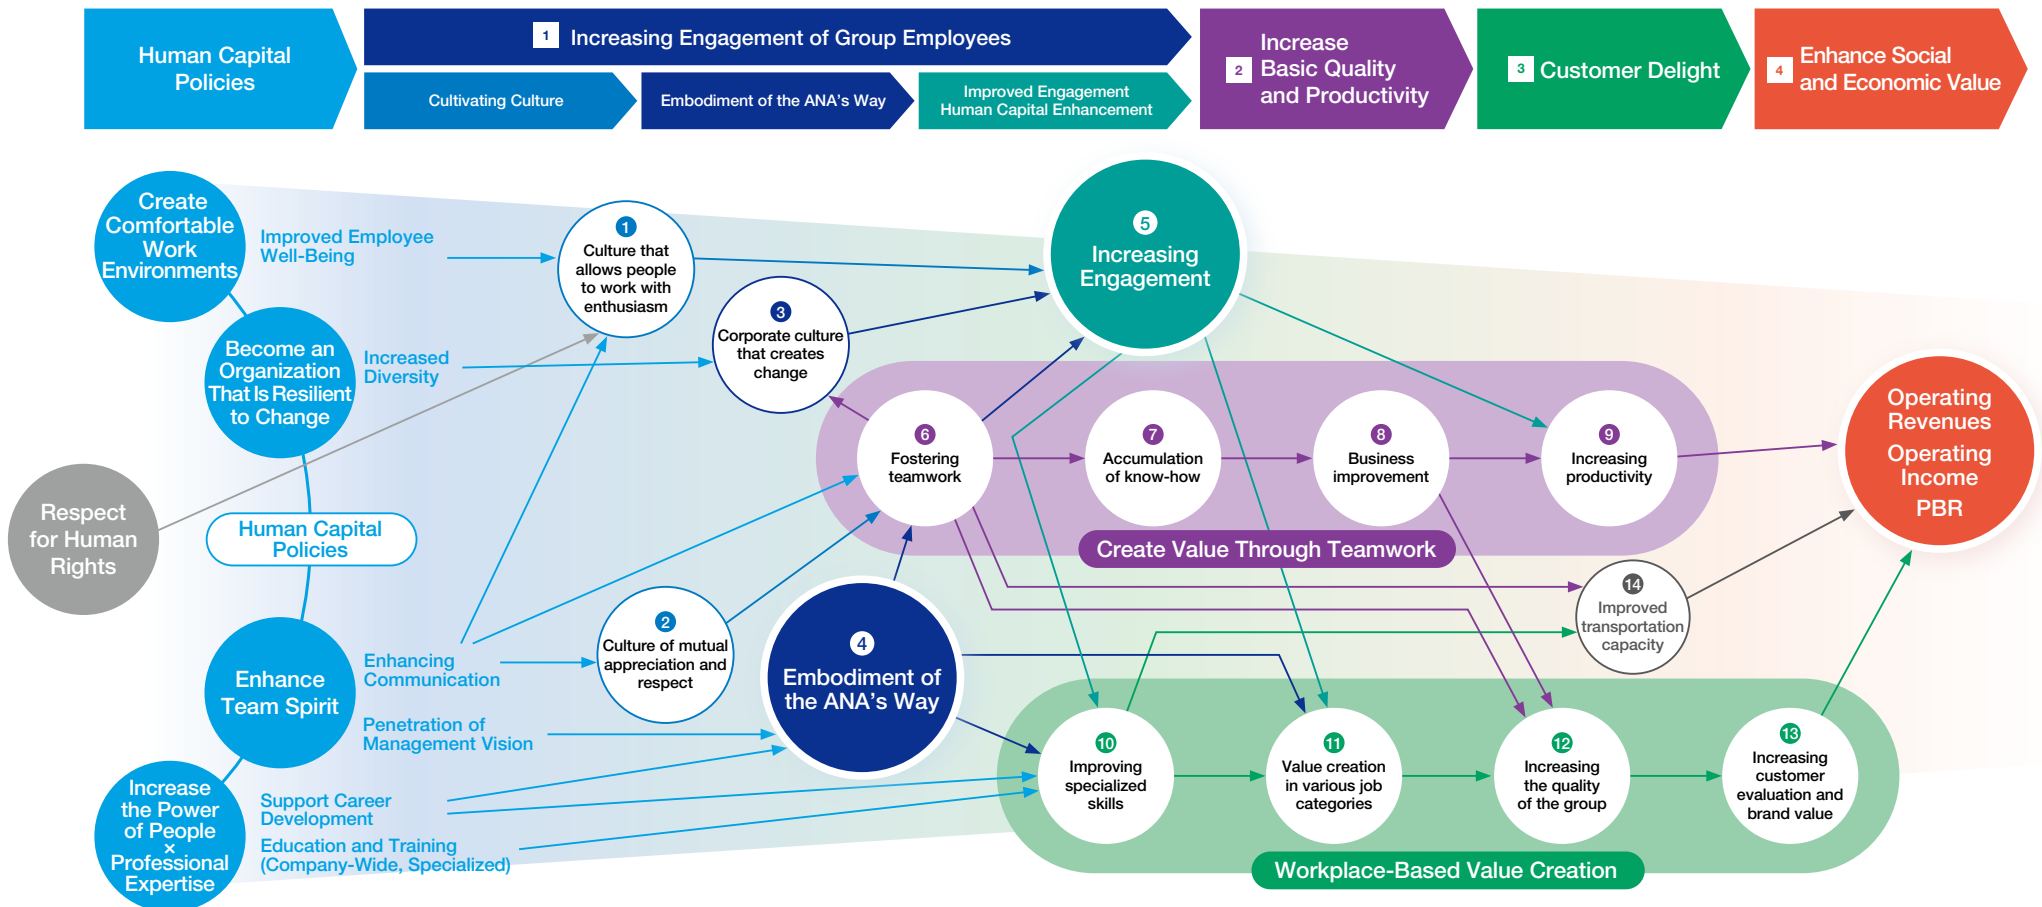 Human Capital
Policies
1 Increasing Engagement of Group Employees
Cultivating Culture
Embodiment of the ANA's Way
Improved Engagement
Human Capital Enhancement
2 Increase
Basic Quality
and Productivity
3 Customer Delight
4 Enhance Social
and Economic Value
Create
Comfortable
Work
Environments
Improved Employee
Well-Being
1
Culture that
allows people
to work with
enthusiasm
5
Increasing
Engagement
3
Corporate culture
that creates
change
Become an
Organization
That Is Resilient
to Change
Increased
Diversity
6
Fostering
teamwork
7
Accumulation
of know-how
8
Business
improvement
9
Increasing
productivity
Create Value Through Teamwork
Operating
Revenues
Operating
Income
PBR
Respect
for Human
Rights
Human Capital
Policies
14
Improved
transportation
capacity
2
Culture of mutual
appreciation and
respect
4
Embodiment of
the ANA's Way
Enhance
Team Spirit
Enhancing
Communication
Penetration of
Management Vision
10
Improving
specialized
skills
11
Value creation
in various job
categories
12
Increasing
the quality
of the group
13
Increasing
customer
evaluation and
brand value
Workplace-Based Value Creation
Increase
the Power
of People
×
Professional
Expertise
Support Career
Development
Education and Training
(Company-Wide, Specialized)